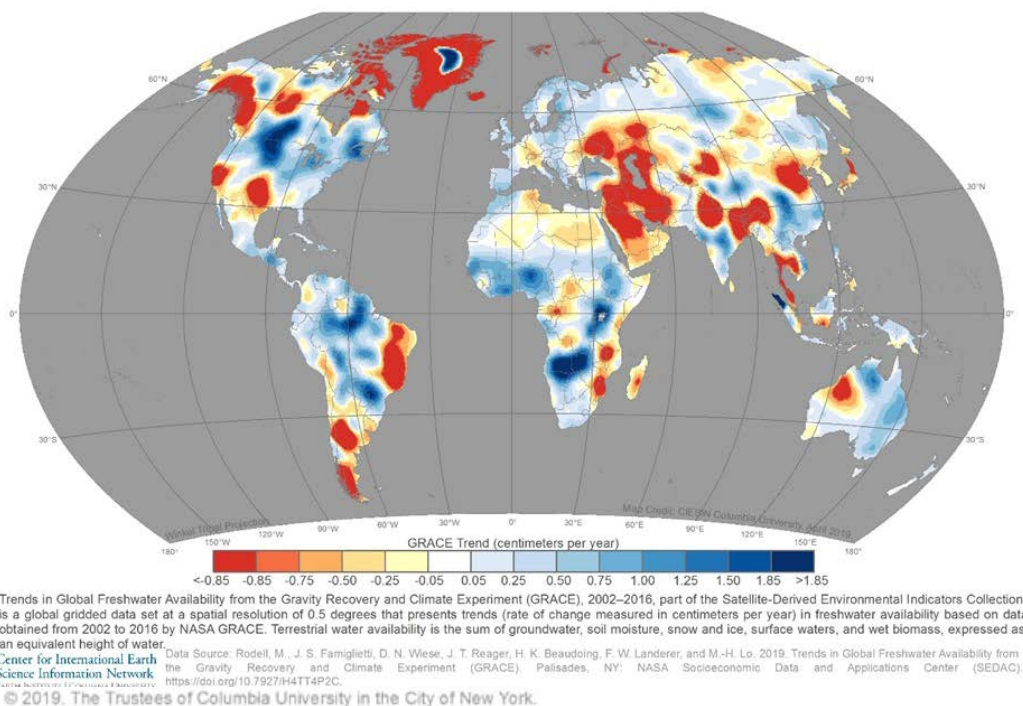 60°N
60°N
30°N
30°N
0°
0°
30°S
30°S
Winkel Tripel Projection
Map Credit: CIESIN Columbia University, April 2019
180°
150°W
120°W
90°W
60°W
30°W
0°
30°E
60°E
90°E
120°E
150°E
180°
GRACE Trend (centimeters per year)
<-0.85 -0.85 -0.75 -0.50 -0.25 -0.05 0.05 0.25 0.50 0.75 1.00 1.25 1.50 1.85 >1.85
Trends in Global Freshwater Availability from the Gravity Recovery and Climate Experiment (GRACE), 2002–2016, part of the Satellite-Derived Environmental Indicators Collection
is a global gridded data set at a spatial resolution of 0.5 degrees that presents trends (rate of change measured in centimeters per year) in freshwater availability based on data
obtained from 2002 to 2016 by NASA GRACE. Terrestrial water availability is the sum of groundwater, soil moisture, snow and ice, surface waters, and wet biomass, expressed as
an equivalent height of water.
Center for International Earth
Science Information Network
EARTH INSTITUTE | COLUMBIA UNIVERSITY
Data Source: Rodell, M., J. S. Famiglietti, D. N. Wiese, J. T. Reager, H. K. Beaudoing, F. W. Landerer, and M.-H. Lo. 2019. Trends in Global Freshwater Availability from
the Gravity Recovery and Climate Experiment (GRACE). Palisades, NY: NASA Socioeconomic Data and Applications Center (SEDAC).
https://doi.org/10.7927/H4TT4P2C.
© 2019. The Trustees of Columbia University in the City of New York.